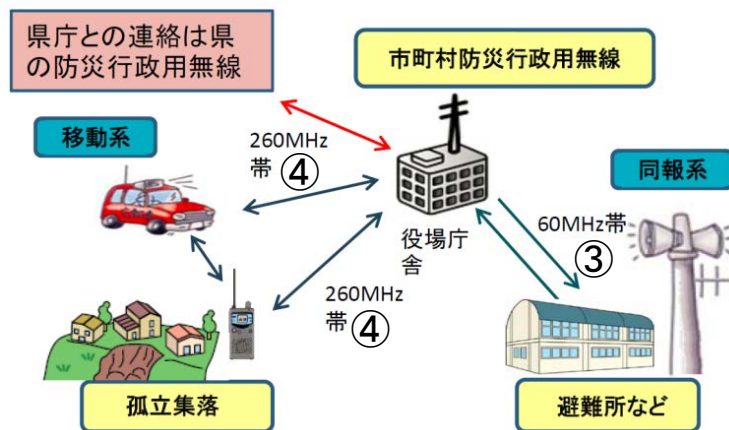 県庁との連絡は県
の防災行政用無線
市町村防災行政用無線
移動系
260MHz
帯④
同報系
役場庁
舎
60MHz帯
③
260MHz
帯④
孤立集落
避難所など